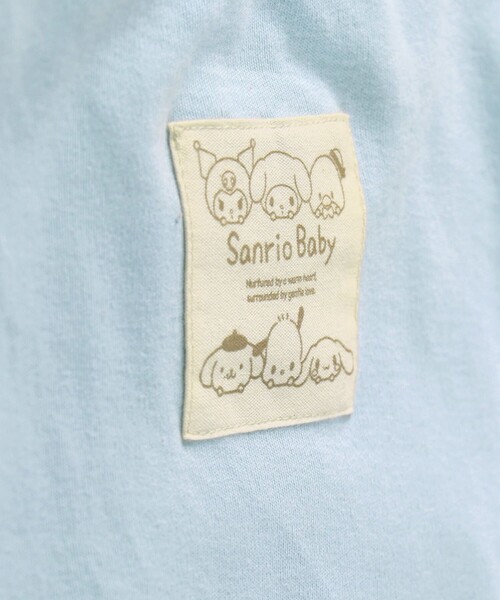 Sanrio Baby
Nurtured by a warm heart,
surrounded by gentle love.